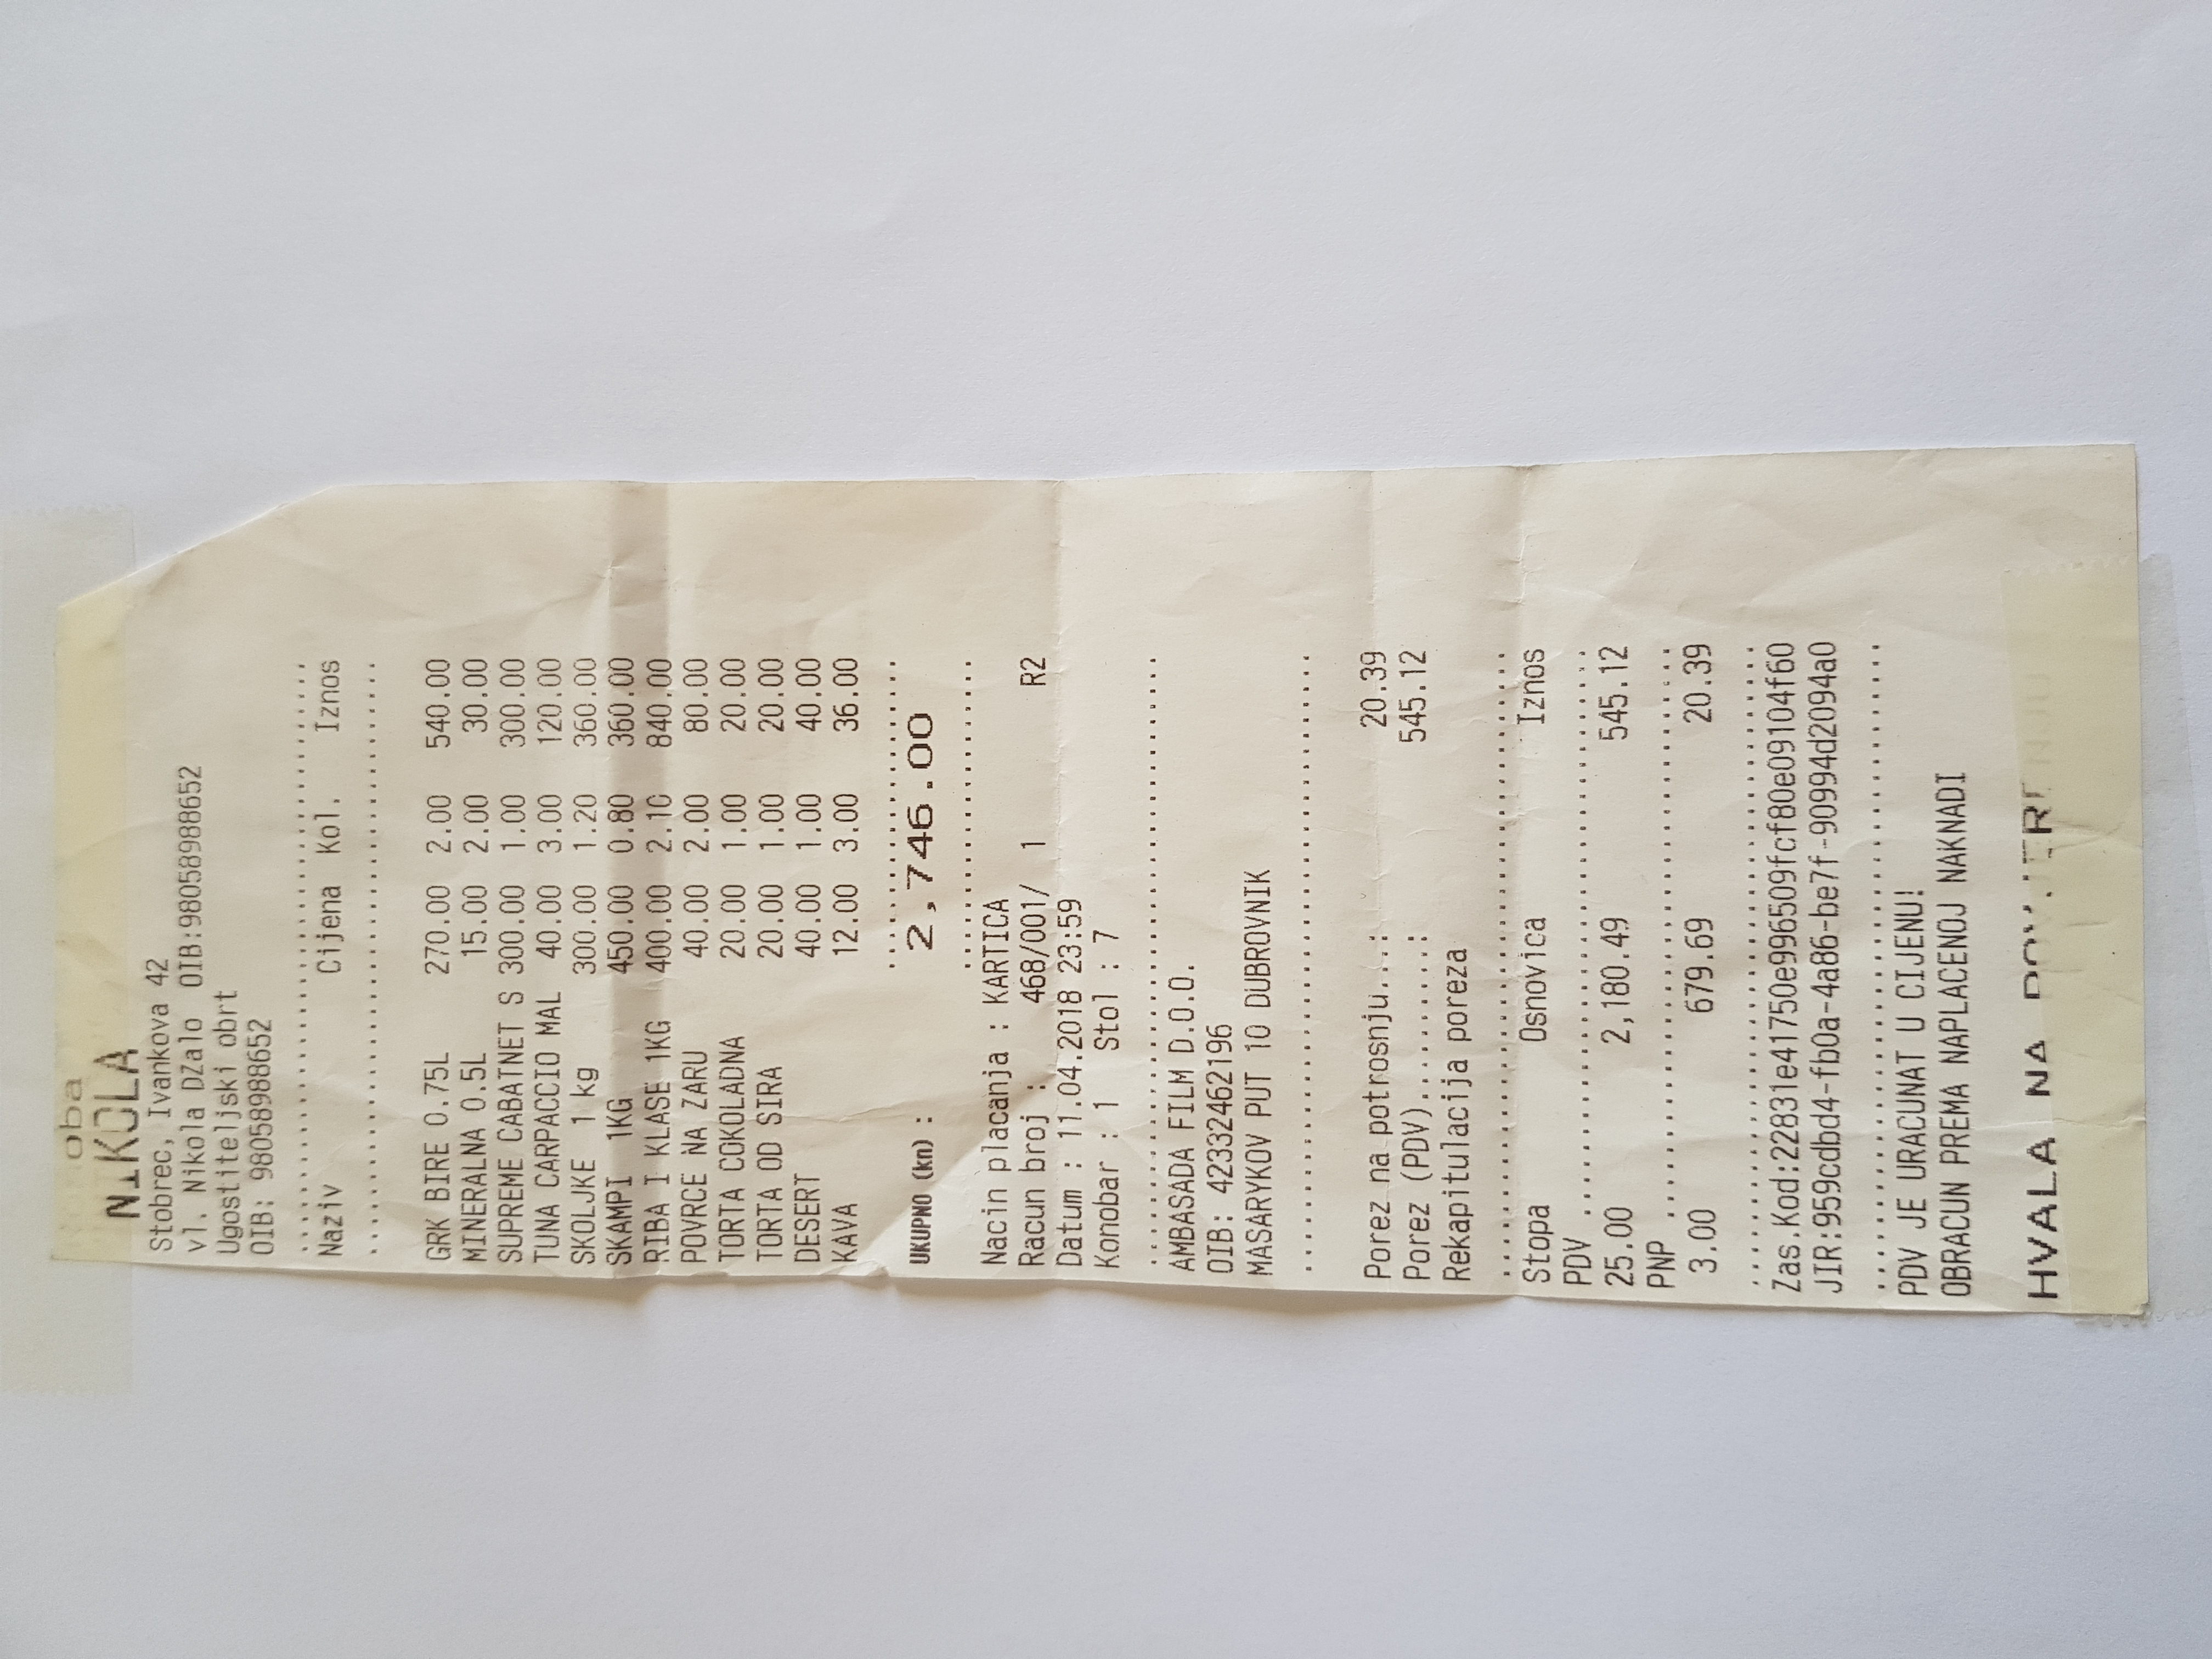 oba
NIKOLA
Stobrec, Ivankova 42
vl. Nikola DZalo OIB:98058988652
Ugostiteljski obrt
OIB: 98058988652
Naziv Cijena Kol. Iznos
GRK BIRE 0.75L 270.00 2.00 540.00
MINERALNA 0.5L 15.00 2.00 30.00
SUPREME CABATNET S 300.00 1.00 300.00
TUNA CARPACCIO MAL 40.00 3.00 120.00
SKOLJKE 1 kg 300.00 1.20 360.00
SKAMPI 1KG 450.00 0.80 360.00
RIBA I KLASE 1KG 400.00 2.10 840.00
POVRCE NA ZARU 40.00 2.00 80.00
TORTA COKOLADNA 20.00 1.00 20.00
TORTA OD SIRA 20.00 1.00 20.00
DESERT 40.00 1.00 40.00
KAVA 12.00 3.00 36.00
UKUPNO (kn) : 2,746.00
Nacin placanja : KARTICA
Racun broj : 468/001/ 1 R2
Datum : 11.04.2018 23:59
Konobar : 1 Stol : 7
AMBASADA FILM D.O.O.
OIB: 42332462196
MASARYKOV PUT 10 DUBROVNIK
Porez na potrosnju....: 20.39
Porez (PDV)...........: 545.12
Rekapitulacija poreza
Stopa Osnovica Iznos
PDV
25.00 2,180.49 545.12
PNP
3.00 679.69 20.39
Zas.Kod:22831e41750e996509fcf80e09104f60
JIR:959cdbd4-fb0a-4a86-be7f-90994d2094a0
PDV JE URACUNAT U CIJENU!
OBRACUN PREMA NAPLACENOJ NAKNADI
HVALA NA